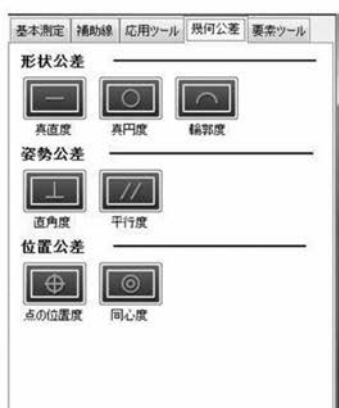 基本測定 補助線 応用ツール 幾何公差 要素ツール
形状公差
真直度 真円度 輪郭度
姿勢公差
直角度 平行度
位置公差
点の位置度 同心度